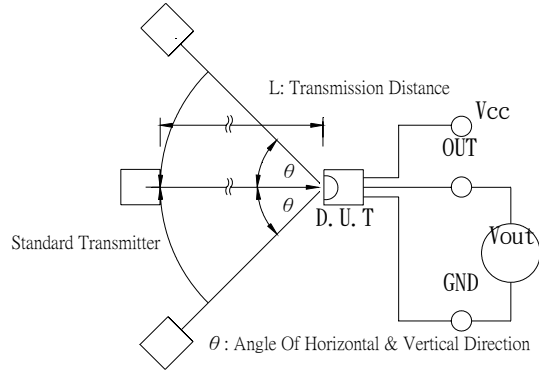 L: Transmission Distance
Vcc
OUT
θ
θ
D.U.T
Standard Transmitter
Vout
GND
θ: Angle Of Horizontal & Vertical Direction